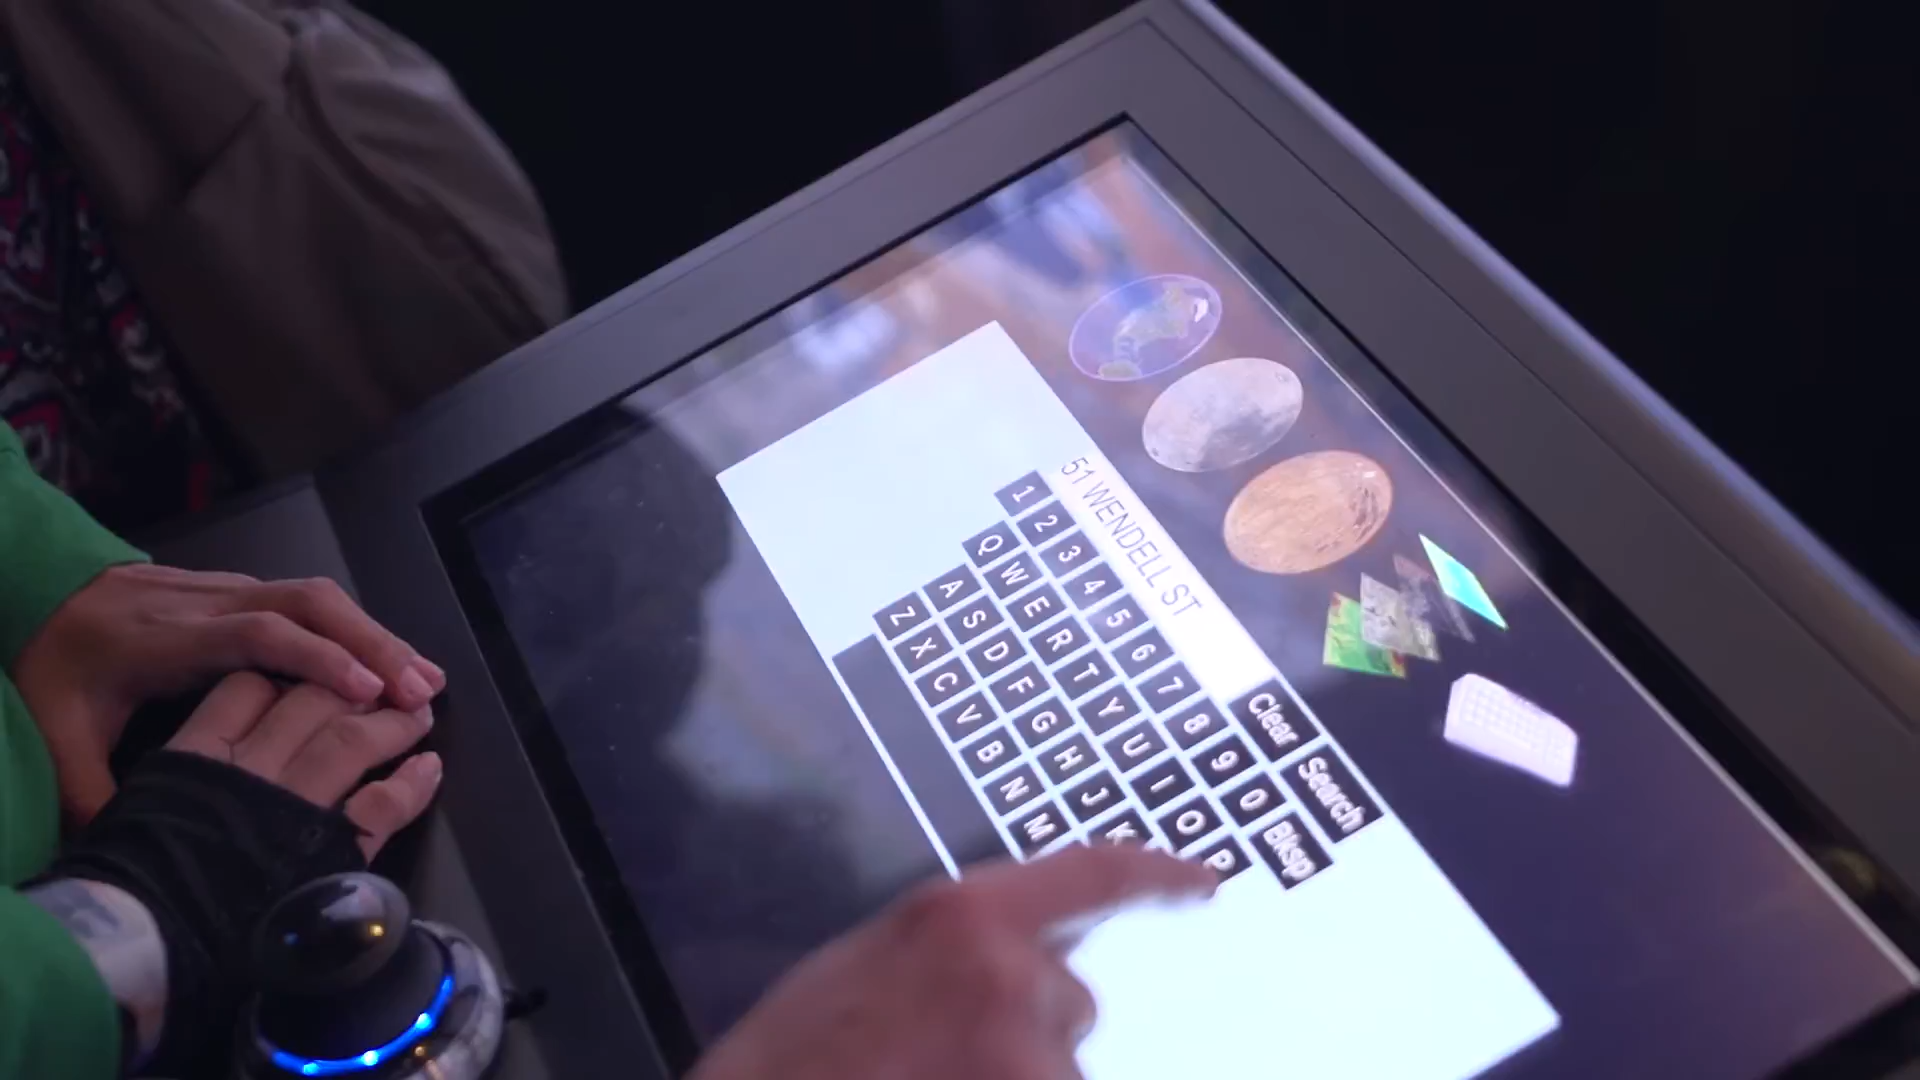 51 WENDELL ST
Clear
Search
1 2 3 4 5 6 7 8 9 0 Bksp
Q W E R T Y U I O P
A S D F G H J K
Z X C V B N M